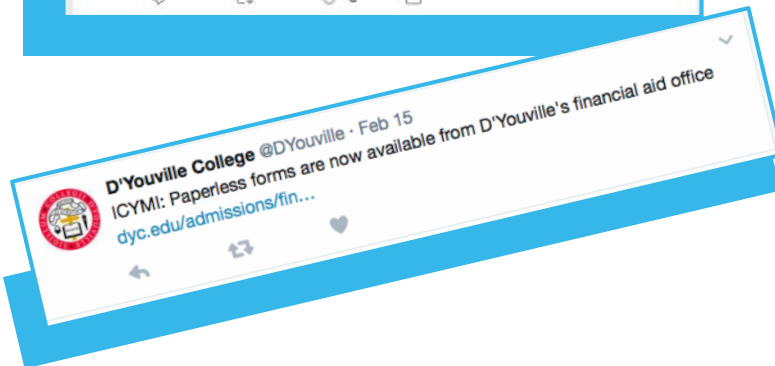 D'Youville College @DYouville · Feb 15
ICYMI: Paperless forms are now available from D'Youville's financial aid office
dyc.edu/admissions/fin...